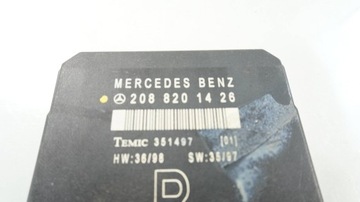 MERCEDES BENZ
208 820 14 26
TEMIC 351497 [01]
HW:36/96 SW:35/97
D